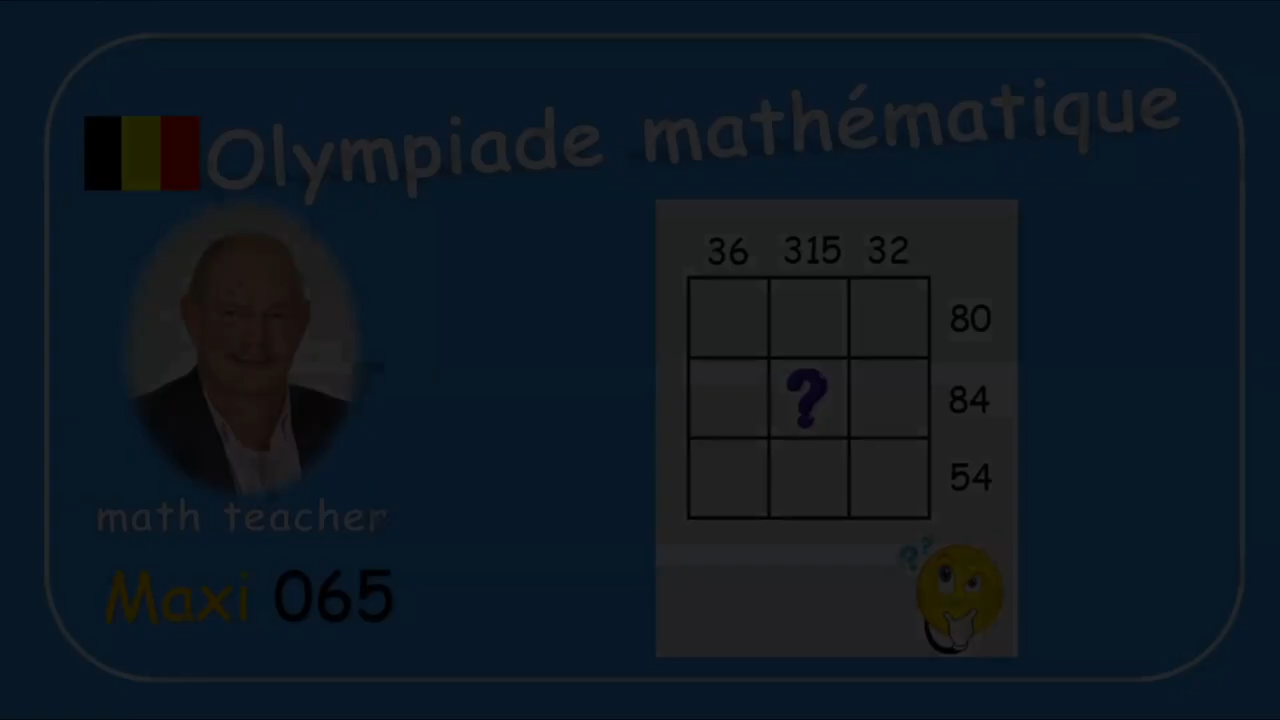 Olympiade mathématique
36 315 32
80
? 84
54
? ?
math teacher
Maxi 065